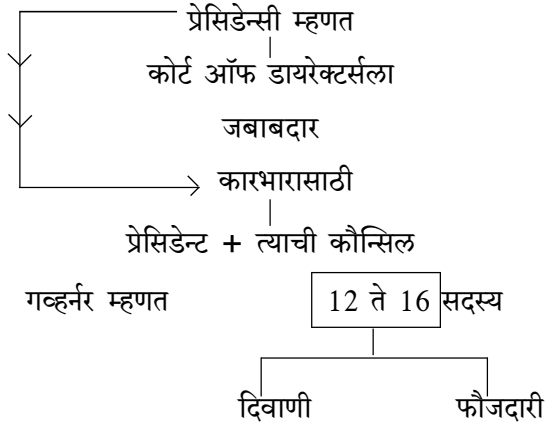 प्रेसिडेन्सी म्हणत
कोर्ट ऑफ डायरेक्टर्सला
जबाबदार
कारभारासाठी
प्रेसिडेन्ट + त्याची कौन्सिल
गव्हर्नर म्हणत 12 ते 16 सदस्य
दिवाणी फौजदारी